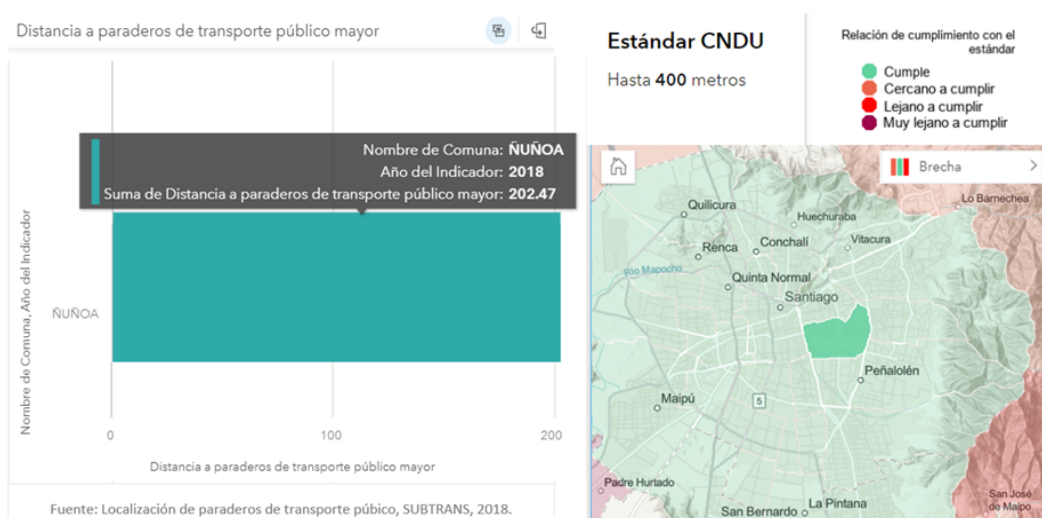 Distancia a paraderos de transporte público mayor
Nombre de Comuna: ÑUÑOA
Año del Indicador: 2018
Suma de Distancia a paraderos de transporte público mayor: 202.47
Nombre de Comuna, Año del Indicador
ÑUÑOA
0
100
200
Distancia a paraderos de transporte público mayor
Fuente: Localización de paraderos de transporte púbico, SUBTRANS, 2018.
Estándar CNDU
Hasta 400 metros
Relación de cumplimiento con el
estándar
Cumple
Cercano a cumplir
Lejano a cumplir
Muy lejano a cumplir
Brecha
Lo Barnechea
Quilicura
Huechuraba
Conchalí
Vitacura
Renca
Río Mapocho
Quinta Normal
Santiago
Peñalolén
Maipú
5
Padre Hurtado
San Bernardo
La Pintana
San José
de Maipo